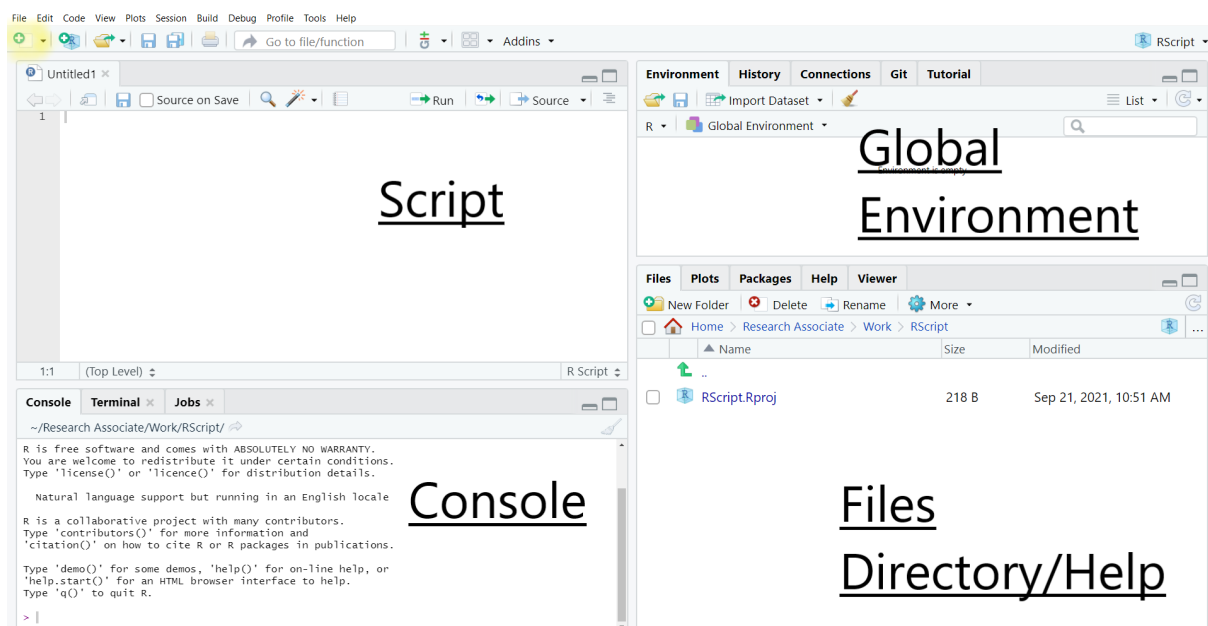 File Edit Code View Plots Session Build Debug Profile Tools Help
Go to file/function Addins RScript
Untitled1
Source on Save Run Source
1
Script
1:1 (Top Level) R Script
Console Terminal Jobs
~/Research Associate/Work/RScript/
R is free software and comes with ABSOLUTELY NO WARRANTY.
You are welcome to redistribute it under certain conditions.
Type 'license()' or 'licence()' for distribution details.
Natural language support but running in an English locale
R is a collaborative project with many contributors.
Type 'contributors()' for more information and
'citation()' on how to cite R or R packages in publications.
Type 'demo()' for some demos, 'help()' for on-line help, or
'help.start()' for an HTML browser interface to help.
Type 'q()' to quit R.
>
Console
Environment History Connections Git Tutorial
Import Dataset List
R Global Environment
Environment is empty
Global
Environment
Files Plots Packages Help Viewer
New Folder Delete Rename More
Home > Research Associate > Work > RScript ...
Name Size Modified
..
RScript.Rproj 218 B Sep 21, 2021, 10:51 AM
Files
Directory/Help